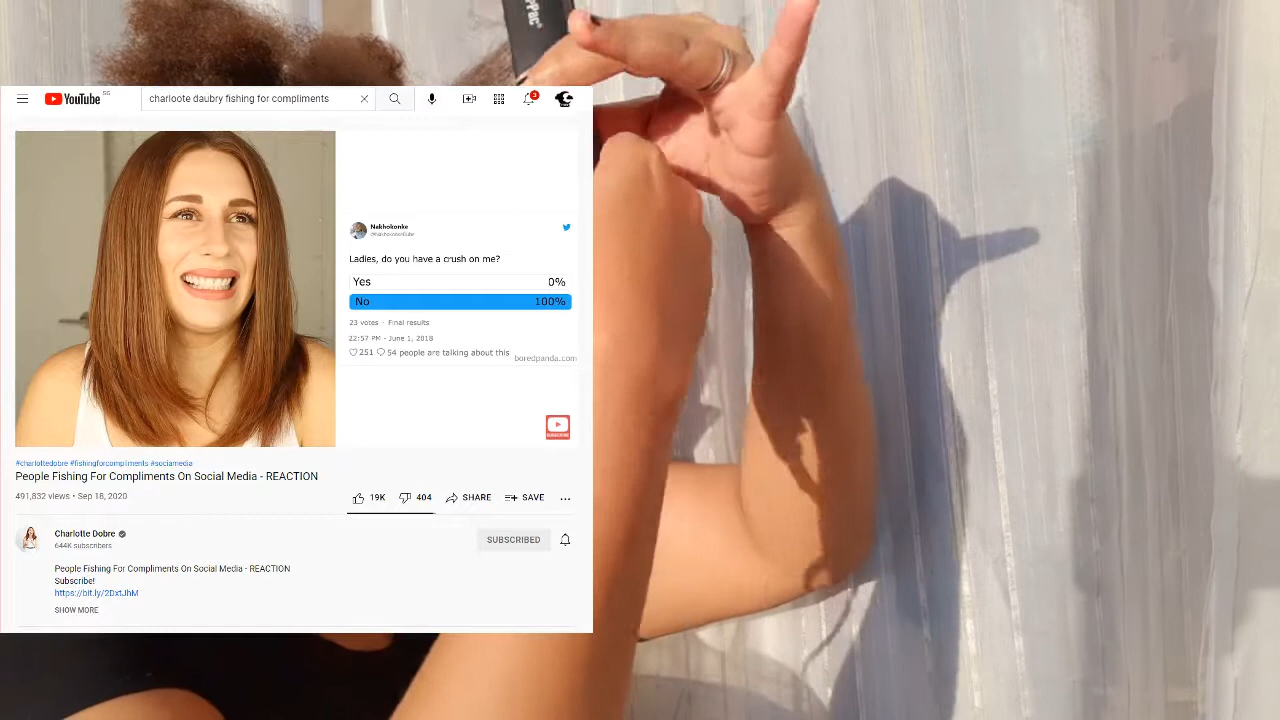 YouTube SG
charioote daubry fishing for compliments
3
Nakhokonke
Ladies, do you have a crush on me?
Yes 0%
No 100%
23 votes · Final results
22:57 PM - June 1, 2018
251 54 people are talking about this
boredpanda.com
SUBSCRIBE
#charlottedobre #fishingforcompliments #socialmedia
People Fishing For Compliments On Social Media - REACTION
491,832 views • Sep 18, 2020
19K 404 SHARE SAVE
Charlotte Dobre
644K subscribers
SUBSCRIBED
People Fishing For Compliments On Social Media - REACTION
Subscribe!
https://bit.ly/2DxtJhM
SHOW MORE